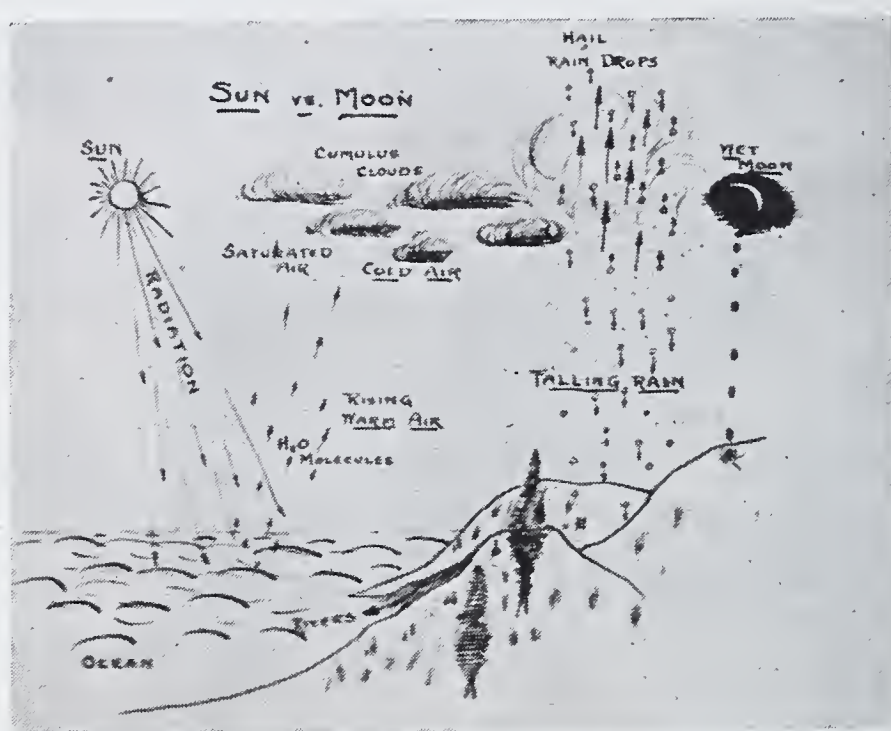 HAIL
RAIN DROPS
SUN vs. MOON
SUN
CUMULUS
CLOUDS
WET
MOON
SATURATED
AIR
COLD AIR
RADIATION
FALLING RAIN
RISING
WARM AIR
H2O
MOLECULES
OCEAN